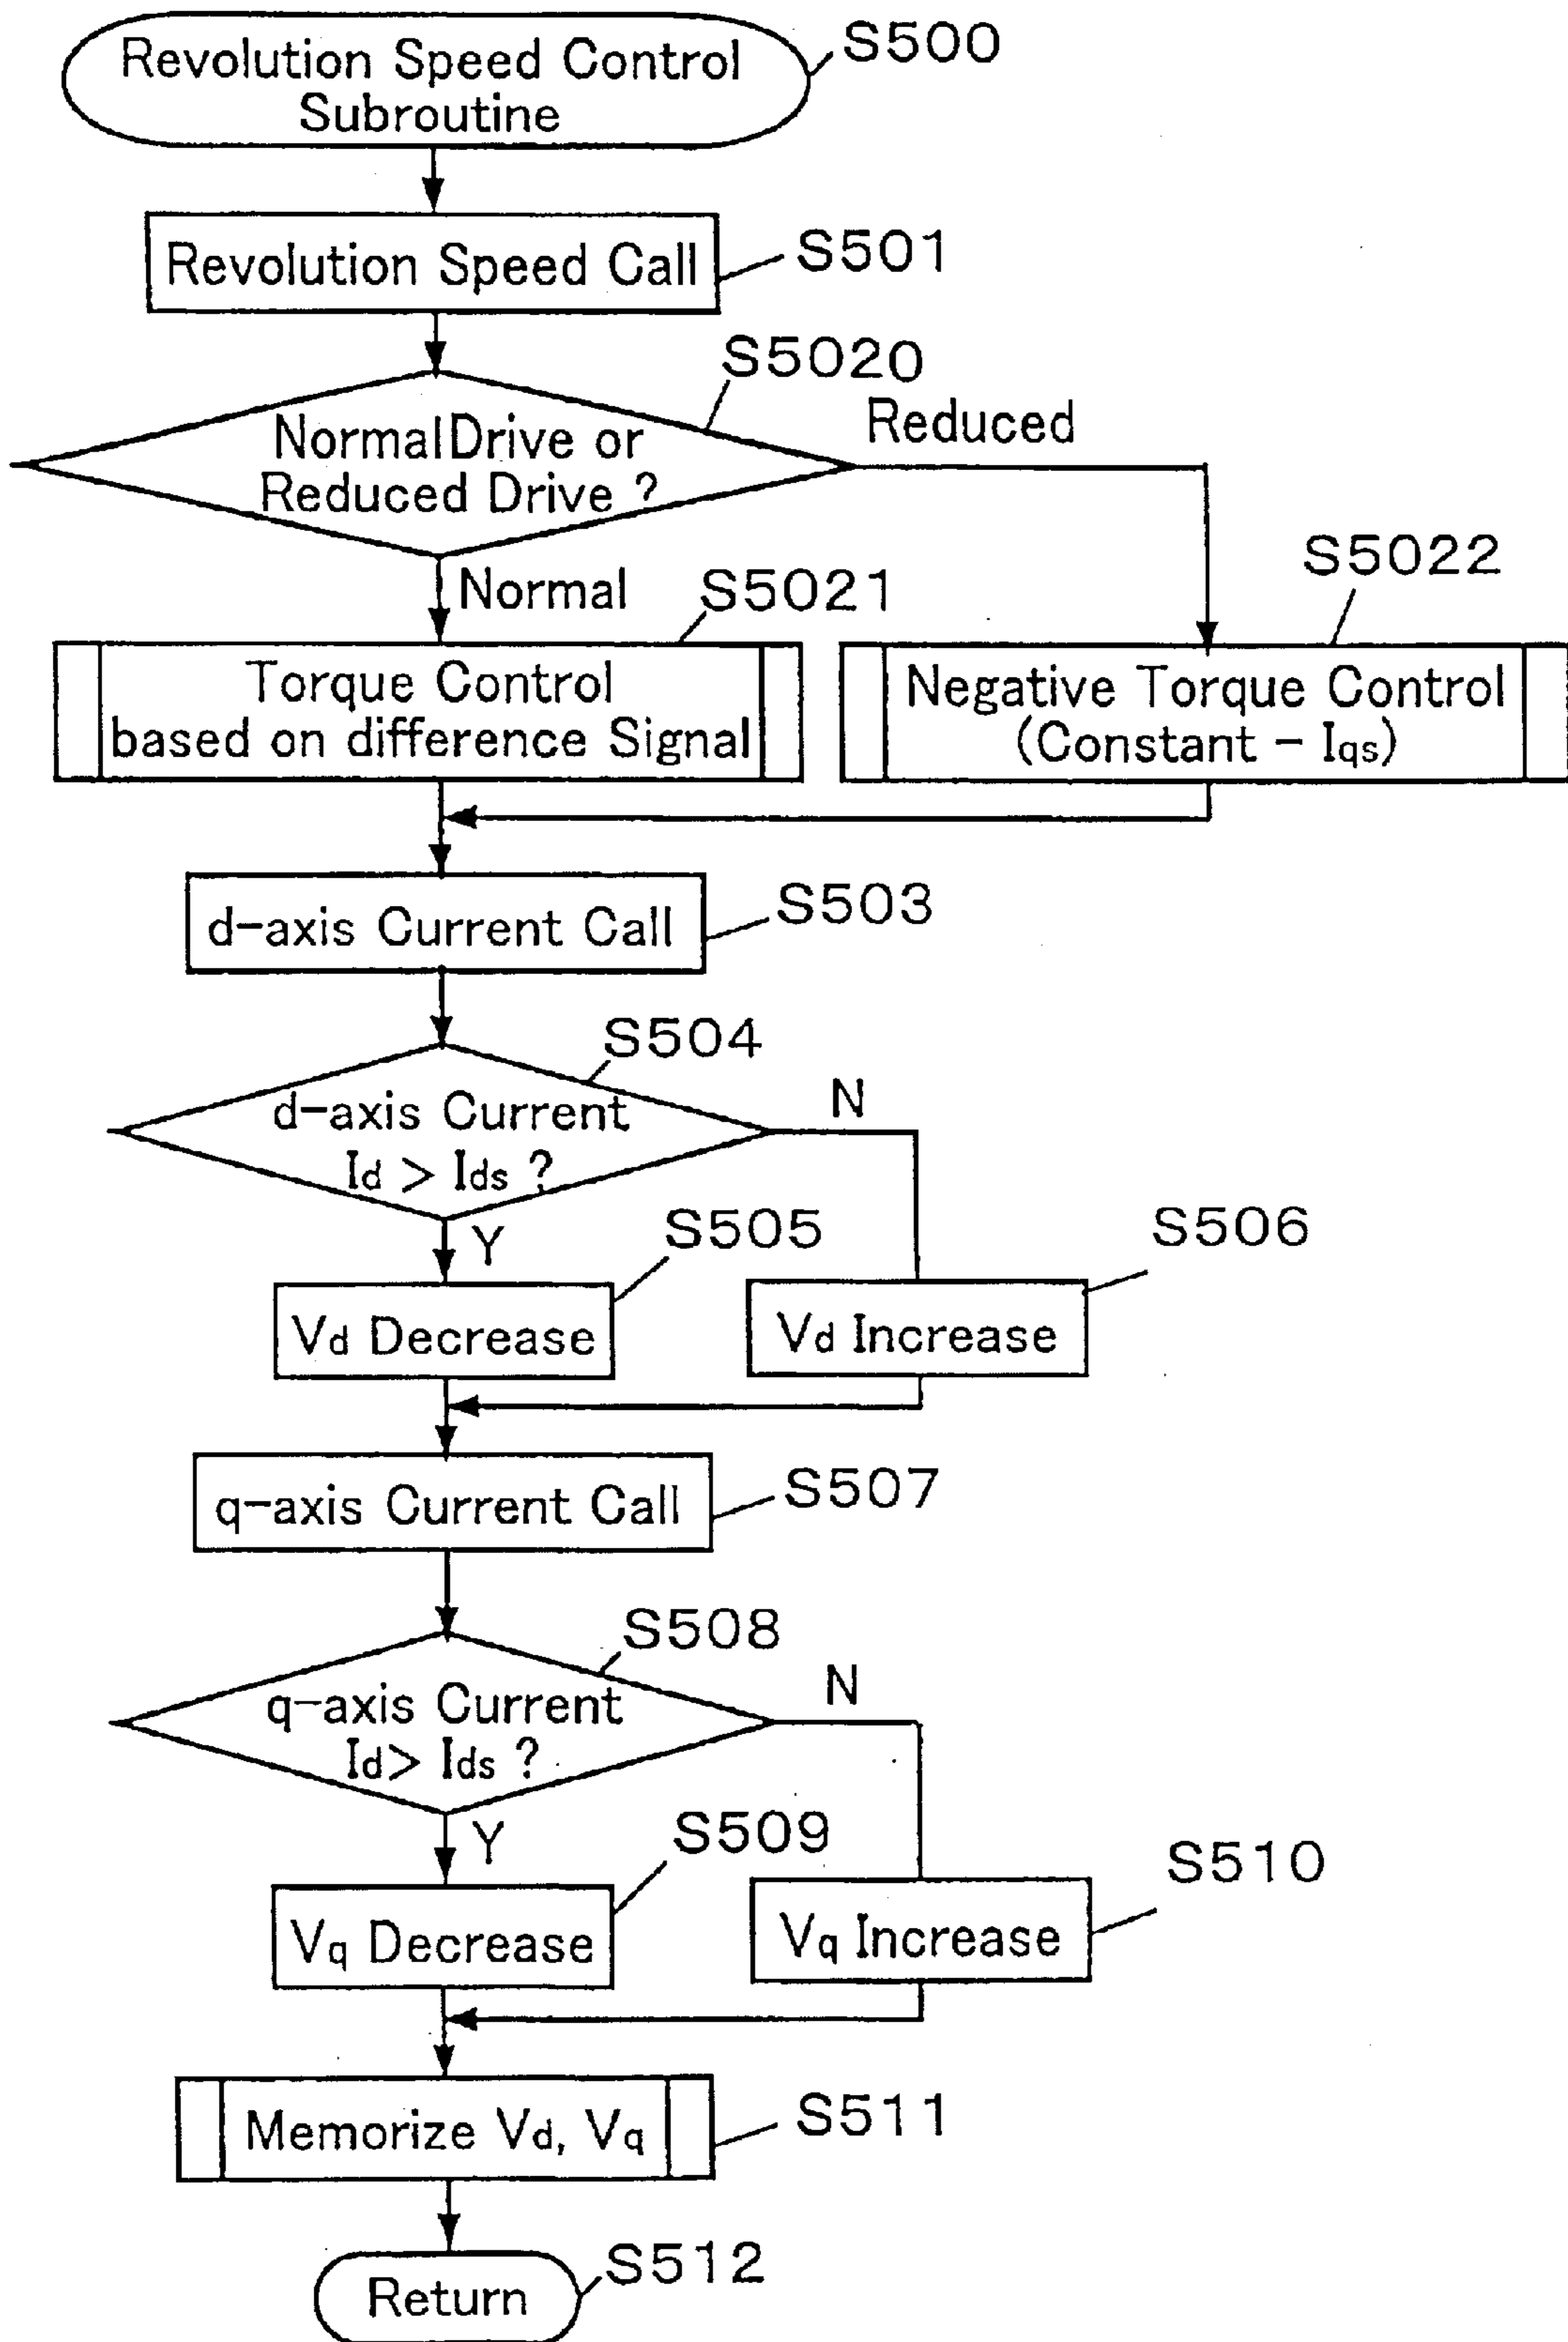 Revolution Speed Control
Subroutine
S500
Revolution Speed Call
S501
S5020
NormalDrive or
Reduced Drive ?
Reduced
Normal
S5021
S5022
Torque Control
based on difference Signal
Negative Torque Control
(Constant - Iqs)
d-axis Current Call
S503
S504
d-axis Current
Id > Ids ?
N
Y
S505
S506
Vd Decrease
Vd Increase
q-axis Current Call
S507
S508
q-axis Current
Id> Ids ?
N
Y
S509
S510
Vq Decrease
Vq Increase
Memorize Vd, Vq
S511
Return
S512